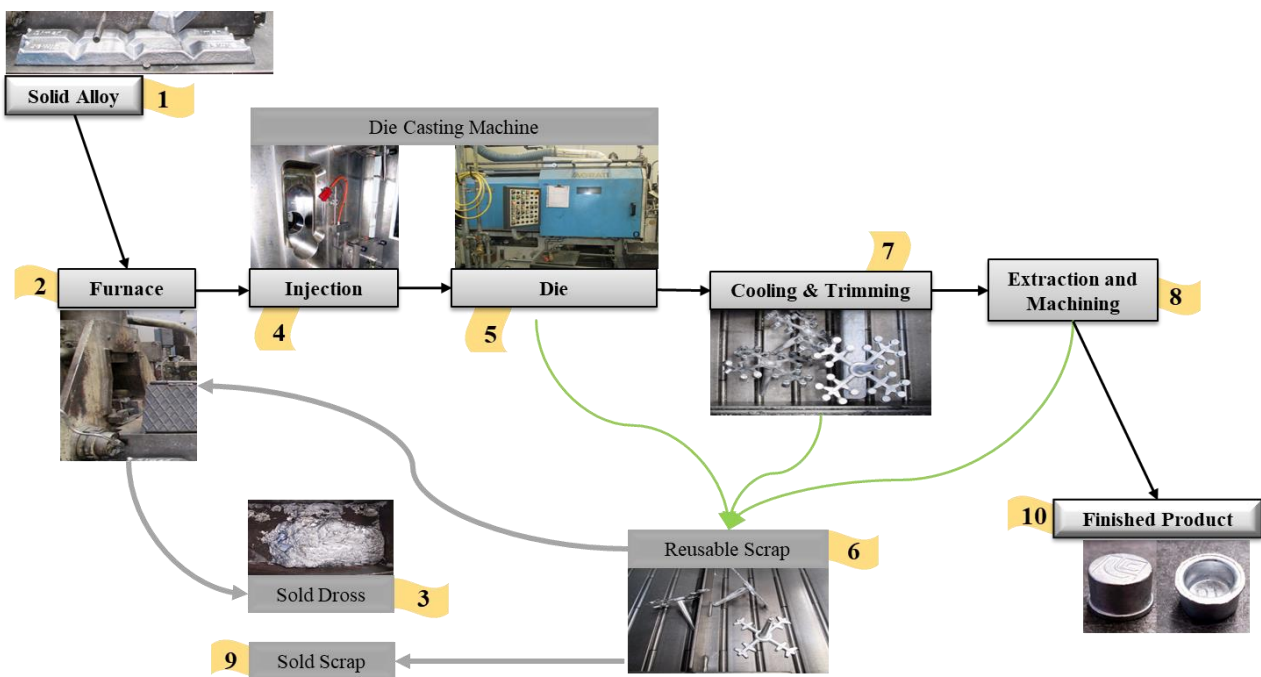 Solid Alloy
1
Die Casting Machine
7
2
Furnace
Injection
Die
Cooling & Trimming
Extraction and
Machining
8
4
5
10
Finished Product
Reusable Scrap
6
Sold Dross
3
9
Sold Scrap